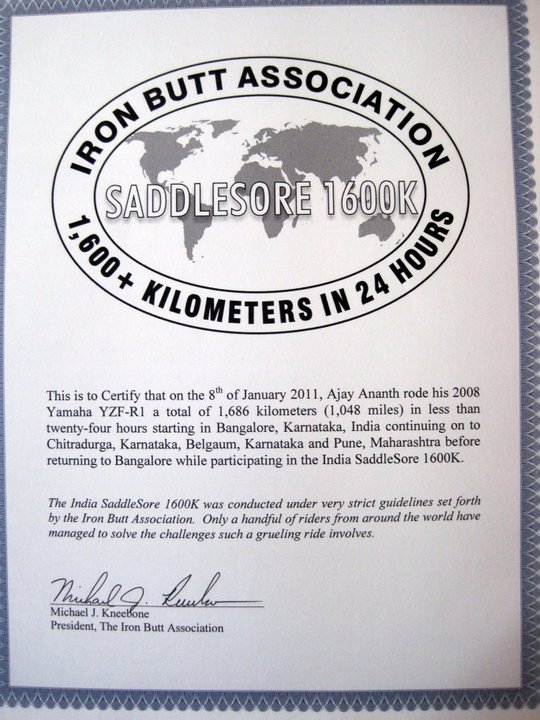 IRON BUTT ASSOCIATION
SADDLESORE 1600K
1,600+ KILOMETERS IN 24 HOURS
This is to Certify that on the 8th of January 2011, Ajay Ananth rode his 2008
Yamaha YZF-R1 a total of 1,686 kilometers (1,048 miles) in less than
twenty-four hours starting in Bangalore, Karnataka, India continuing on to
Chitradurga, Karnataka, Belgaum, Karnataka and Pune, Maharashtra before
returning to Bangalore while participating in the India SaddleSore 1600K.
The India SaddleSore 1600K was conducted under very strict guidelines set forth
by the Iron Butt Association. Only a handful of riders from around the world have
managed to solve the challenges such a grueling ride involves.
Michael J.
Michael J. Kneebone
President, The Iron Butt Association